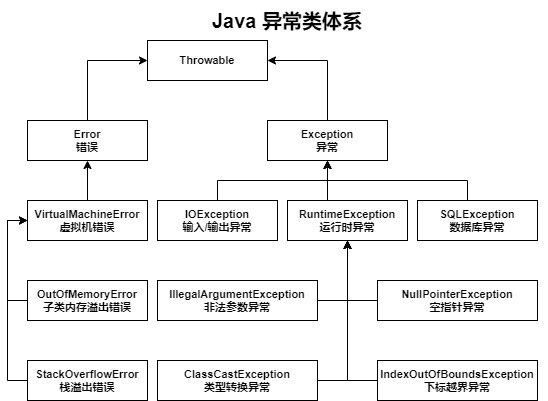 Java 异常类体系
Throwable
Error
错误
Exception
异常
VirtualMachineError
虚拟机错误
IOException
输入/输出异常
RuntimeException
运行时异常
SQLException
数据库异常
OutOfMemoryError
子类内存溢出错误
IllegalArgumentException
非法参数异常
NullPointerException
空指针异常
StackOverflowError
栈溢出错误
ClassCastException
类型转换异常
IndexOutOfBoundsException
下标越界异常